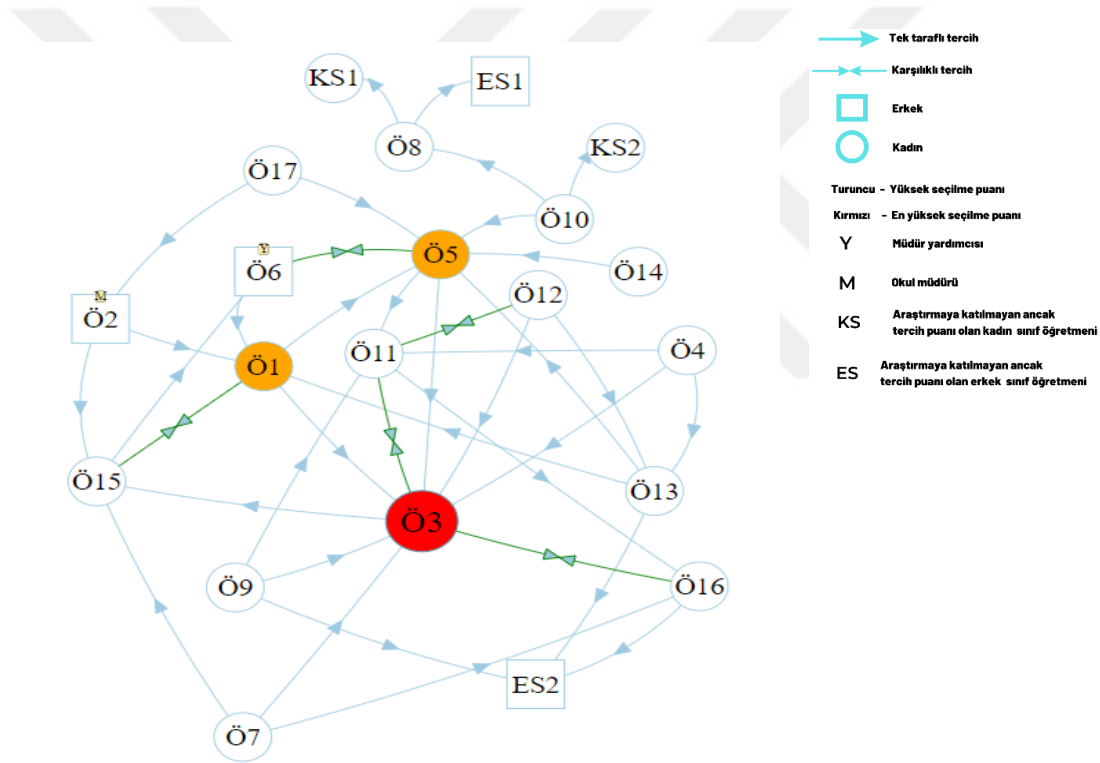 KS1
ES1
Ö8
KS2
Ö17
Ö10
Ö5
Y
Ö6
Ö14
Ö12
M
Ö2
Ö11
Ö4
Ö1
Ö15
Ö13
Ö3
Ö9
Ö16
ES2
Ö7
Tek taraflı tercih
Karşılıklı tercih
Erkek
Kadın
Turuncu - Yüksek seçilme puanı
Kırmızı - En yüksek seçilme puanı
Y Müdür yardımcısı
M Okul müdürü
KS Araştırmaya katılmayan ancak
tercih puanı olan kadın sınıf öğretmeni
ES Araştırmaya katılmayan ancak
tercih puanı olan erkek sınıf öğretmeni